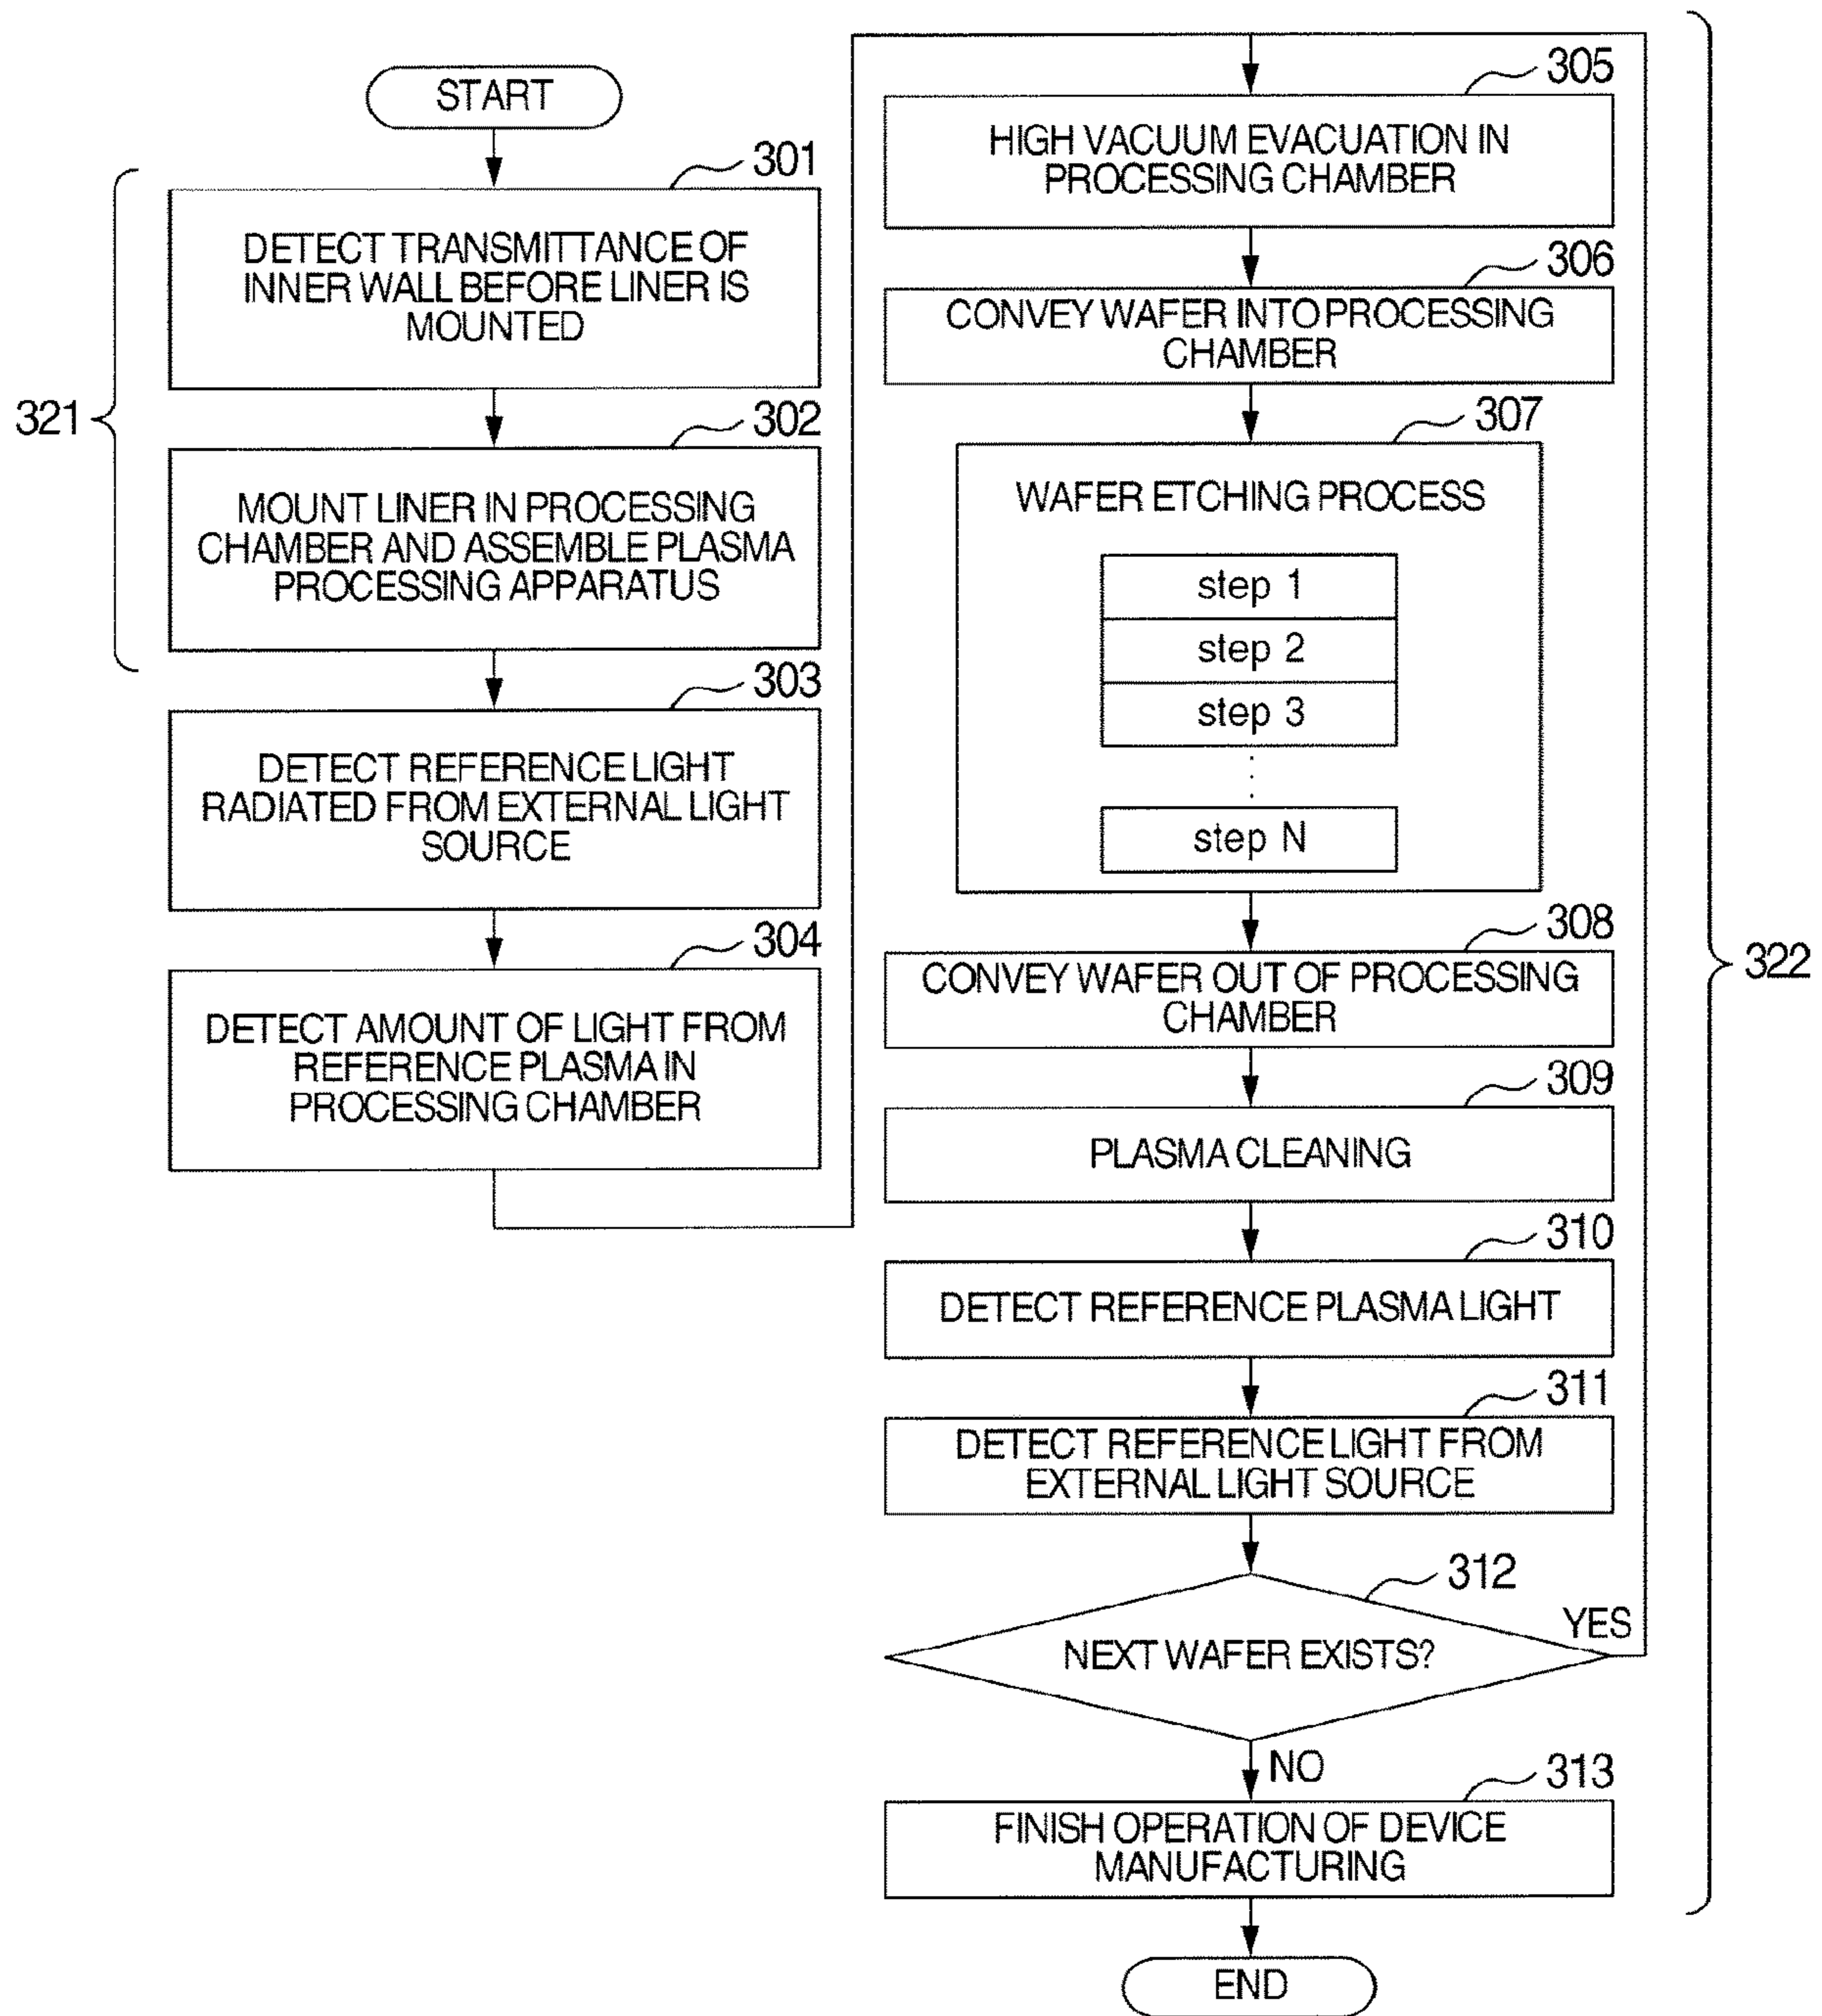 START
301
DETECT TRANSMITTANCE OF
INNER WALL BEFORE LINER IS
MOUNTED
321
302
MOUNT LINER IN PROCESSING
CHAMBER AND ASSEMBLE PLASMA
PROCESSING APPARATUS
303
DETECT REFERENCE LIGHT
RADIATED FROM EXTERNAL LIGHT
SOURCE
304
DETECT AMOUNT OF LIGHT FROM
REFERENCE PLASMA IN
PROCESSING CHAMBER
305
HIGH VACUUM EVACUATION IN
PROCESSING CHAMBER
306
CONVEY WAFER INTO PROCESSING
CHAMBER
307
WAFER ETCHING PROCESS
step 1
step 2
step 3
step N
308
CONVEY WAFER OUT OF PROCESSING
CHAMBER
322
309
PLASMA CLEANING
310
DETECT REFERENCE PLASMA LIGHT
311
DETECT REFERENCE LIGHT FROM
EXTERNAL LIGHT SOURCE
312
YES
NEXT WAFER EXISTS?
NO
313
FINISH OPERATION OF DEVICE
MANUFACTURING
END